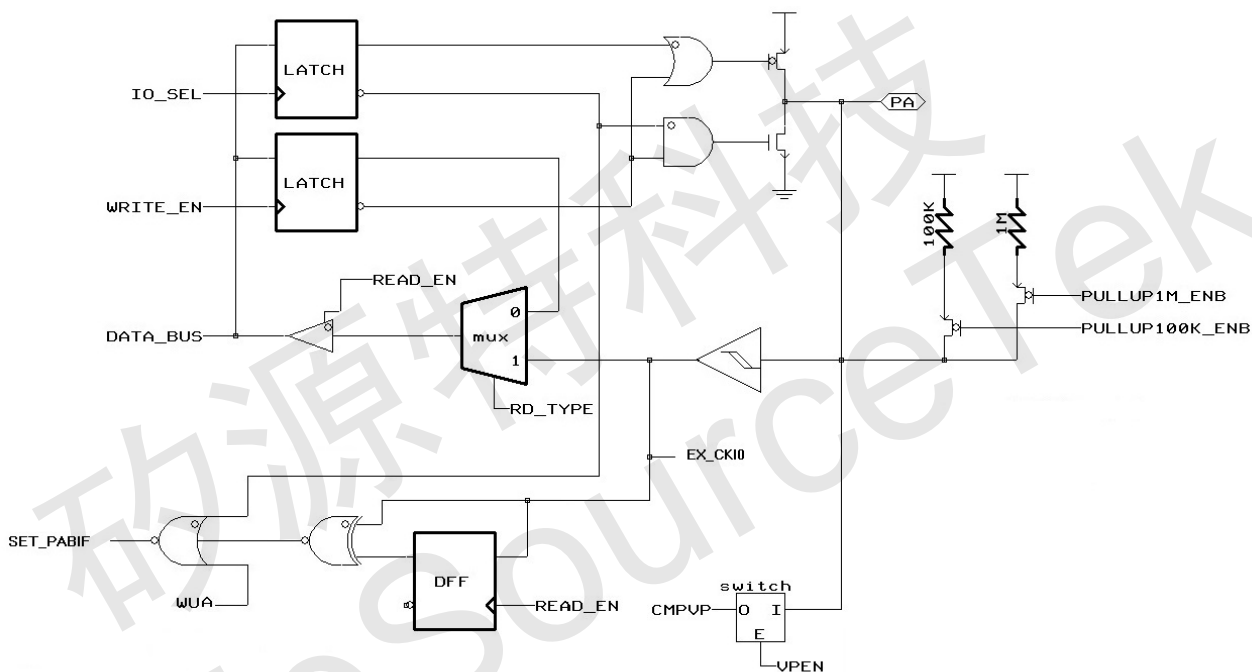 LATCH
IO_SEL
PA
LATCH
WRITE_EN
100K
1M
READ_EN
PULLUP1M_ENB
0
DATA_BUS
mux
PULLUP100K_ENB
1
RD_TYPE
EX_CKI0
SET_PABIF
DFF
WUA
READ_EN
switch
CMPVP
O I
E
VPEN
矽源特科技
SourceTek